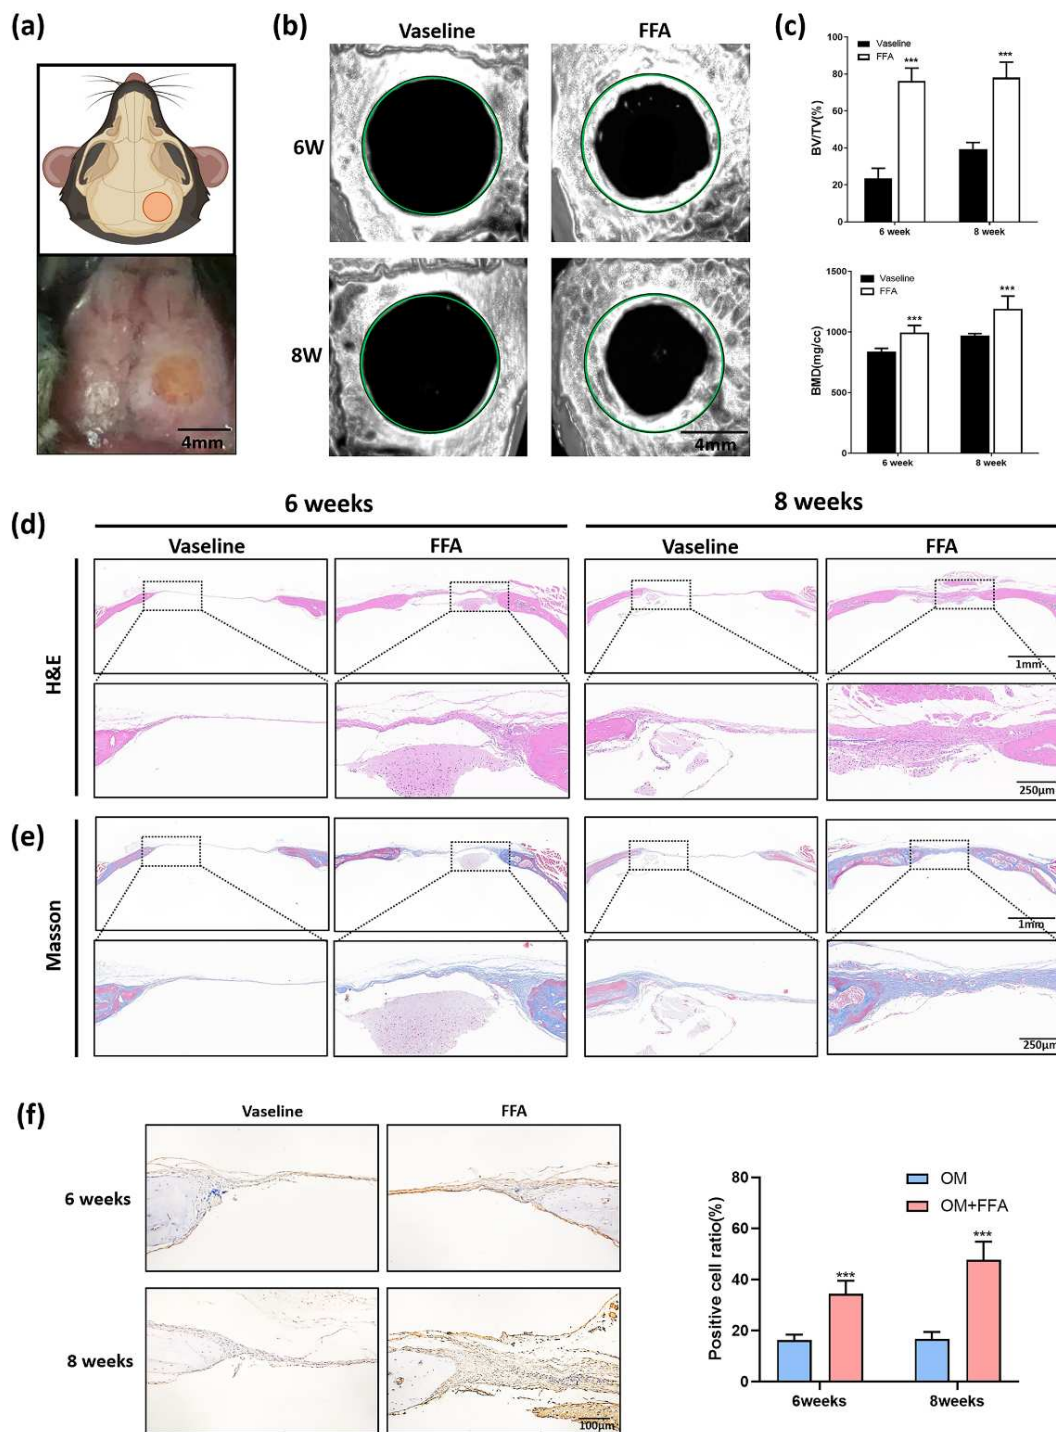 (a)
4mm
(b)
Vaseline FFA
6W
8W
4mm
(c)
Vaseline
FFA
BV/TV(%)
100
80
60
40
20
0
*** ***
6 week 8 week
Vaseline
FFA
BMD(mg/cc)
1500
1000
500
0
*** ***
6 week 8 week
6 weeks 8 weeks
(d)
Vaseline FFA Vaseline FFA
H&E
1mm
250μm
(e)
Masson
1mm
250μm
(f)
Vaseline FFA
6 weeks
8 weeks
100μm
OM
OM+FFA
Positive cell ratio(%)
80
60
40
20
0
*** ***
6weeks 8weeks